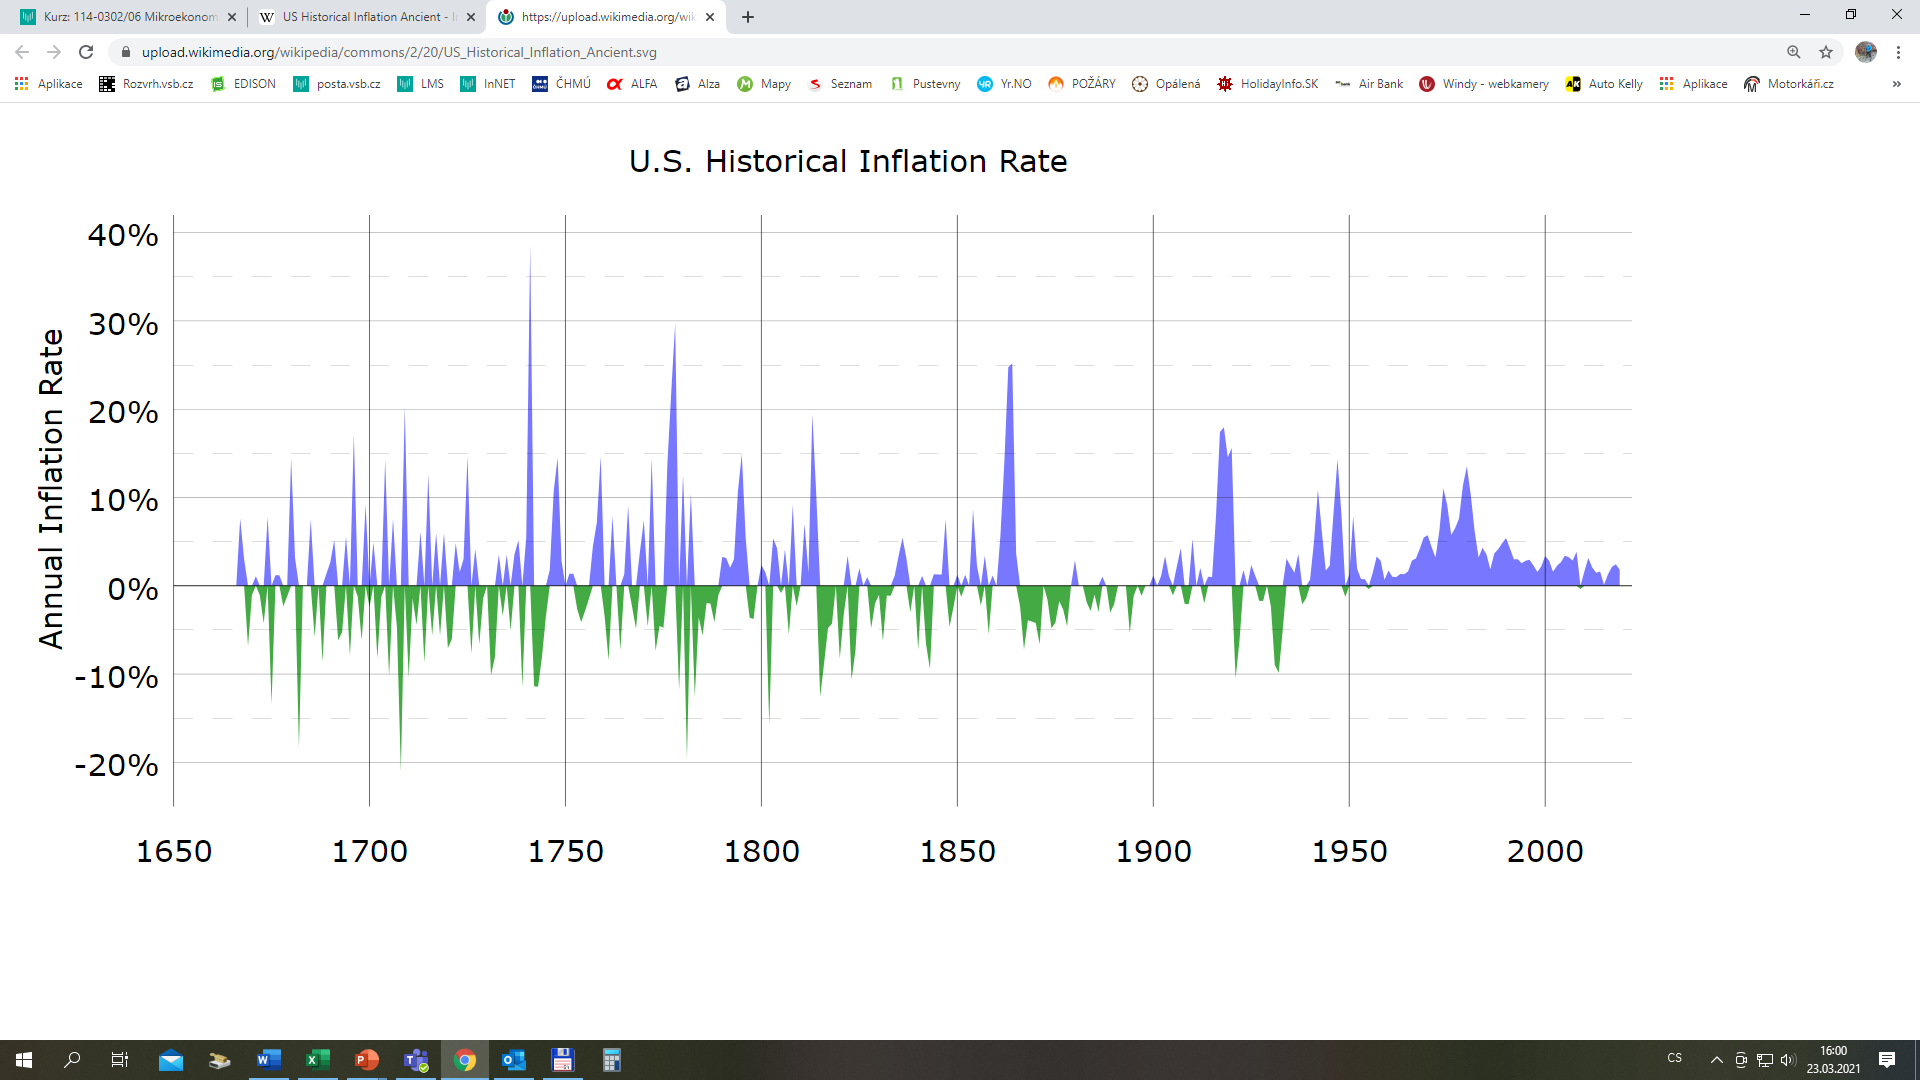 Kurz: 114-0302/06 Mikroekonom
US Historical Inflation Ancient - I
https://upload.wikimedia.org/wik
upload.wikimedia.org/wikipedia/commons/2/20/US_Historical_Inflation_Ancient.svg
Aplikace Rozvrh.vsb.cz EDISON posta.vsb.cz LMS InNET ČHMÚ ALFA Alza Mapy Seznam Pustevny Yr.NO POŽÁRY Opálená HolidayInfo.SK Air Bank Windy - webkamery Auto Kelly Aplikace Motorkáři.cz »
U.S. Historical Inflation Rate
Annual Inflation Rate
40%
30%
20%
10%
0%
-10%
-20%
1650 1700 1750 1800 1850 1900 1950 2000
CS
16:00
23.03.2021